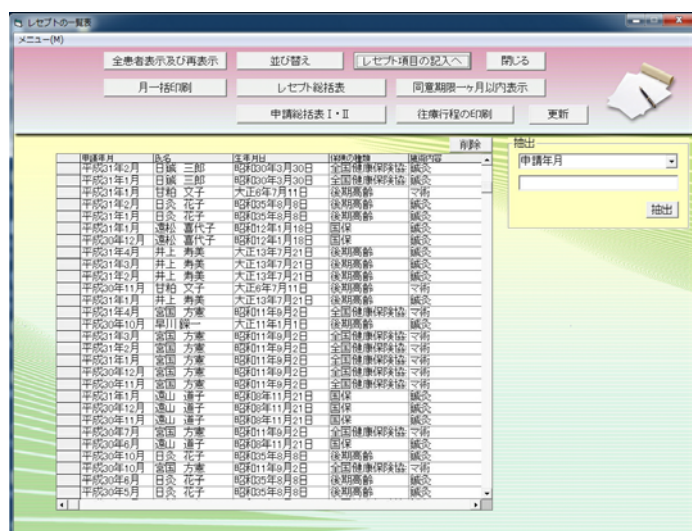 レセプトの一覧表
メニュー(M)
全患者表示及び再表示 並び替え レセプト項目の記入へ 閉じる
月一括印刷 レセプト総括表 同意期限一ヶ月以内表示
申請総括表Ⅰ・Ⅱ 往療行程の印刷 更新
削除 抽出
申請年月 氏名 生年月日 保険の種類 施術内容
申請年月
抽出
平成31年2月 日鍼 三郎 昭和30年3月30日 全国健康保険協 鍼灸
平成31年1月 日鍼 三郎 昭和30年3月30日 全国健康保険協 鍼灸
平成31年1月 甘粕 文子 大正6年7月11日 後期高齢 マ術
平成31年2月 日灸 花子 昭和35年8月8日 後期高齢 鍼灸
平成31年1月 日灸 花子 昭和35年8月8日 後期高齢 鍼灸
平成31年1月 遠松 喜代子 昭和12年1月18日 国保 鍼灸
平成30年12月 遠松 喜代子 昭和12年1月18日 国保 鍼灸
平成31年4月 井上 寿美 大正13年7月21日 後期高齢 鍼灸
平成31年3月 井上 寿美 大正13年7月21日 後期高齢 鍼灸
平成31年2月 井上 寿美 大正13年7月21日 後期高齢 鍼灸
平成30年11月 甘粕 文子 大正6年7月11日 後期高齢 マ術
平成31年1月 井上 寿美 大正13年7月21日 後期高齢 鍼灸
平成31年4月 宮国 方憲 昭和11年9月2日 全国健康保険協 マ術
平成30年10月 早川 一 大正11年1月1日 後期高齢 鍼灸
平成31年3月 宮国 方憲 昭和11年9月2日 全国健康保険協 マ術
平成31年2月 宮国 方憲 昭和11年9月2日 全国健康保険協 マ術
平成31年1月 宮国 方憲 昭和11年9月2日 全国健康保険協 マ術
平成30年12月 宮国 方憲 昭和11年9月2日 全国健康保険協 マ術
平成30年11月 宮国 方憲 昭和11年9月2日 全国健康保険協 マ術
平成31年1月 遠山 道子 昭和8年11月21日 国保 鍼灸
平成30年12月 遠山 道子 昭和8年11月21日 国保 鍼灸
平成30年11月 遠山 道子 昭和8年11月21日 国保 鍼灸
平成30年7月 宮国 方憲 昭和11年9月2日 全国健康保険協 マ術
平成30年6月 遠山 道子 昭和8年11月21日 国保 鍼灸
平成30年10月 日灸 花子 昭和35年8月8日 後期高齢 鍼灸
平成30年10月 宮国 方憲 昭和11年9月2日 全国健康保険協 マ術
平成30年6月 日灸 花子 昭和35年8月8日 後期高齢 鍼灸
平成30年5月 日灸 花子 昭和35年8月8日 後期高齢 鍼灸